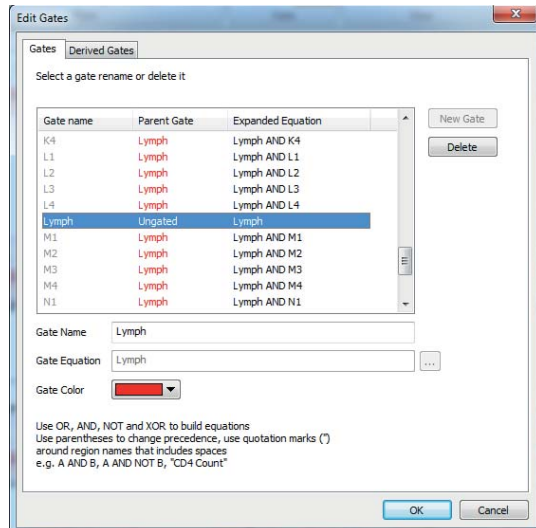 Edit Gates
Gates Derived Gates
Select a gate rename or delete it
Gate name Parent Gate Expanded Equation
New Gate
K4 Lymph Lymph AND K4
Delete
L1 Lymph Lymph AND L1
L2 Lymph Lymph AND L2
L3 Lymph Lymph AND L3
L4 Lymph Lymph AND L4
Lymph Ungated Lymph
M1 Lymph Lymph AND M1
M2 Lymph Lymph AND M2
M3 Lymph Lymph AND M3
M4 Lymph Lymph AND M4
N1 Lymph Lymph AND N1
Gate Name Lymph
Gate Equation Lymph ...
Gate Color
Use OR, AND, NOT and XOR to build equations
Use parentheses to change precedence, use quotation marks (")
around region names that includes spaces
e.g. A AND B, A AND NOT B, "CD4 Count"
OK Cancel